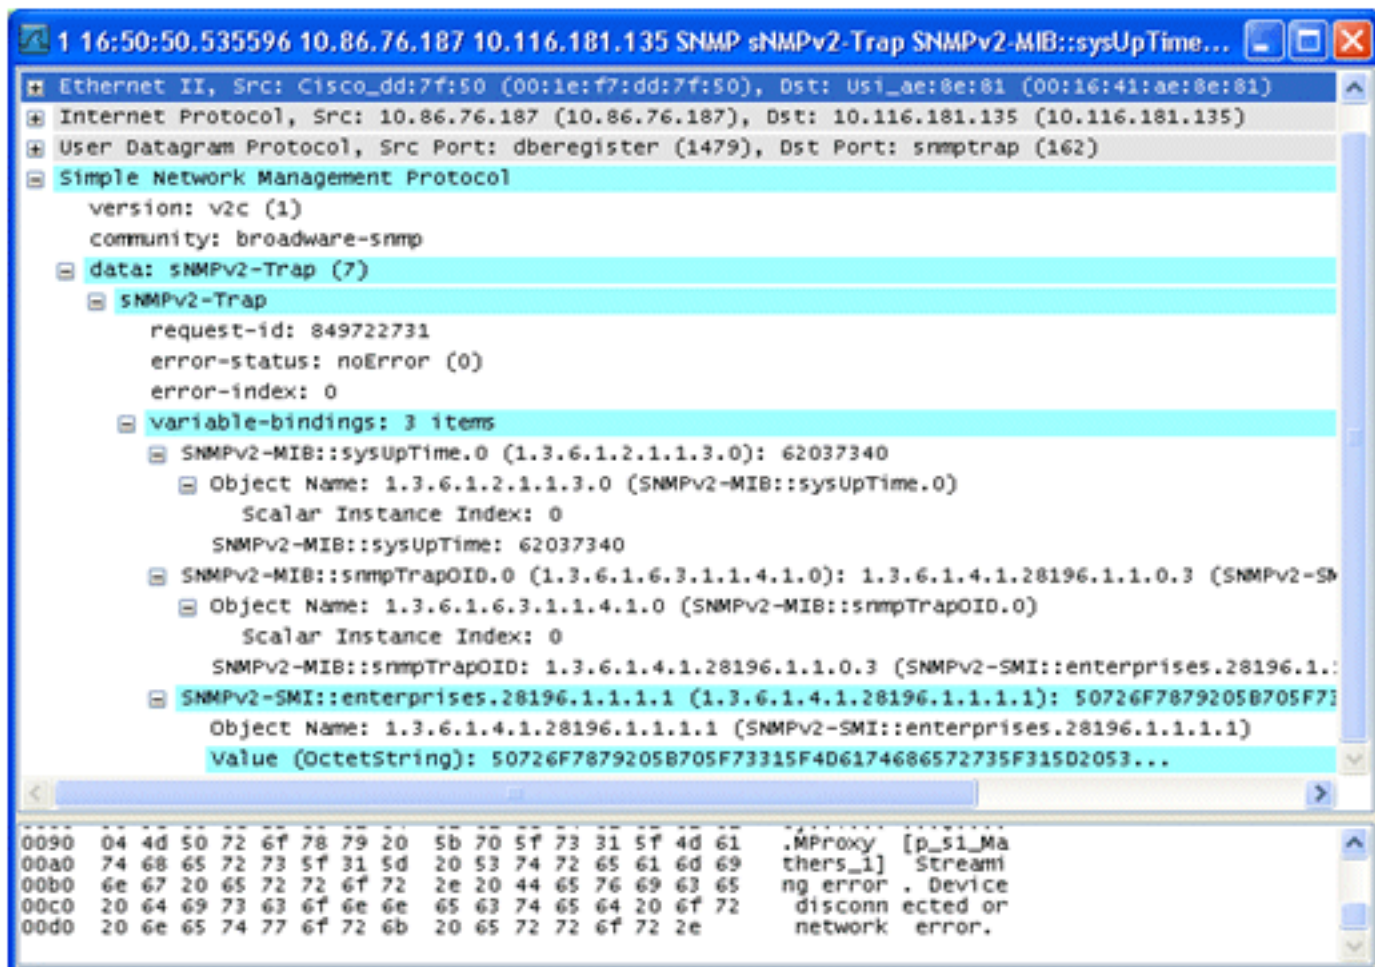 1 16:50:50.535596 10.86.76.187 10.116.181.135 SNMP sNMPv2-Trap SNMPv2-MIB::sysUpTime...
Ethernet II, Src: Cisco_dd:7f:50 (00:1e:f7:dd:7f:50), Dst: Usi_ae:8e:81 (00:16:41:ae:8e:81)
Internet Protocol, Src: 10.86.76.187 (10.86.76.187), Dst: 10.116.181.135 (10.116.181.135)
User Datagram Protocol, Src Port: dberegister (1479), Dst Port: snmptrap (162)
Simple Network Management Protocol
version: v2c (1)
community: broadware-snmp
data: sNMPv2-Trap (7)
sNMPv2-Trap
request-id: 849722731
error-status: noError (0)
error-index: 0
variable-bindings: 3 items
SNMPv2-MIB::sysUpTime.0 (1.3.6.1.2.1.1.3.0): 62037340
Object Name: 1.3.6.1.2.1.1.3.0 (SNMPv2-MIB::sysUpTime.0)
Scalar Instance Index: 0
SNMPv2-MIB::sysUpTime: 62037340
SNMPv2-MIB::snmpTrapOID.0 (1.3.6.1.6.3.1.1.4.1.0): 1.3.6.1.4.1.28196.1.1.0.3 (SNMPv2-SM
Object Name: 1.3.6.1.6.3.1.1.4.1.0 (SNMPv2-MIB::snmpTrapOID.0)
Scalar Instance Index: 0
SNMPv2-MIB::snmpTrapOID: 1.3.6.1.4.1.28196.1.1.0.3 (SNMPv2-SMI::enterprises.28196.1.
SNMPv2-SMI::enterprises.28196.1.1.1.1 (1.3.6.1.4.1.28196.1.1.1.1): 50726F7879205B705F73
Object Name: 1.3.6.1.4.1.28196.1.1.1.1 (SNMPv2-SMI::enterprises.28196.1.1.1.1)
Value (OctetString): 50726F7879205B705F73315F4D6174686572735F315D2053...
0090 04 4d 50 72 6f 78 79 20 5b 70 5f 73 31 5f 4d 61 .MProxy [p_s1_Ma
00a0 74 68 65 72 73 5f 31 5d 20 53 74 72 65 61 6d 69 thers_1] Streami
00b0 6e 67 20 65 72 72 6f 72 2e 20 44 65 76 69 63 65 ng error . Device
00c0 20 64 69 73 63 6f 6e 6e 65 63 74 65 64 20 6f 72 disconn ected or
00d0 20 6e 65 74 77 6f 72 6b 20 65 72 72 6f 72 2e network error.